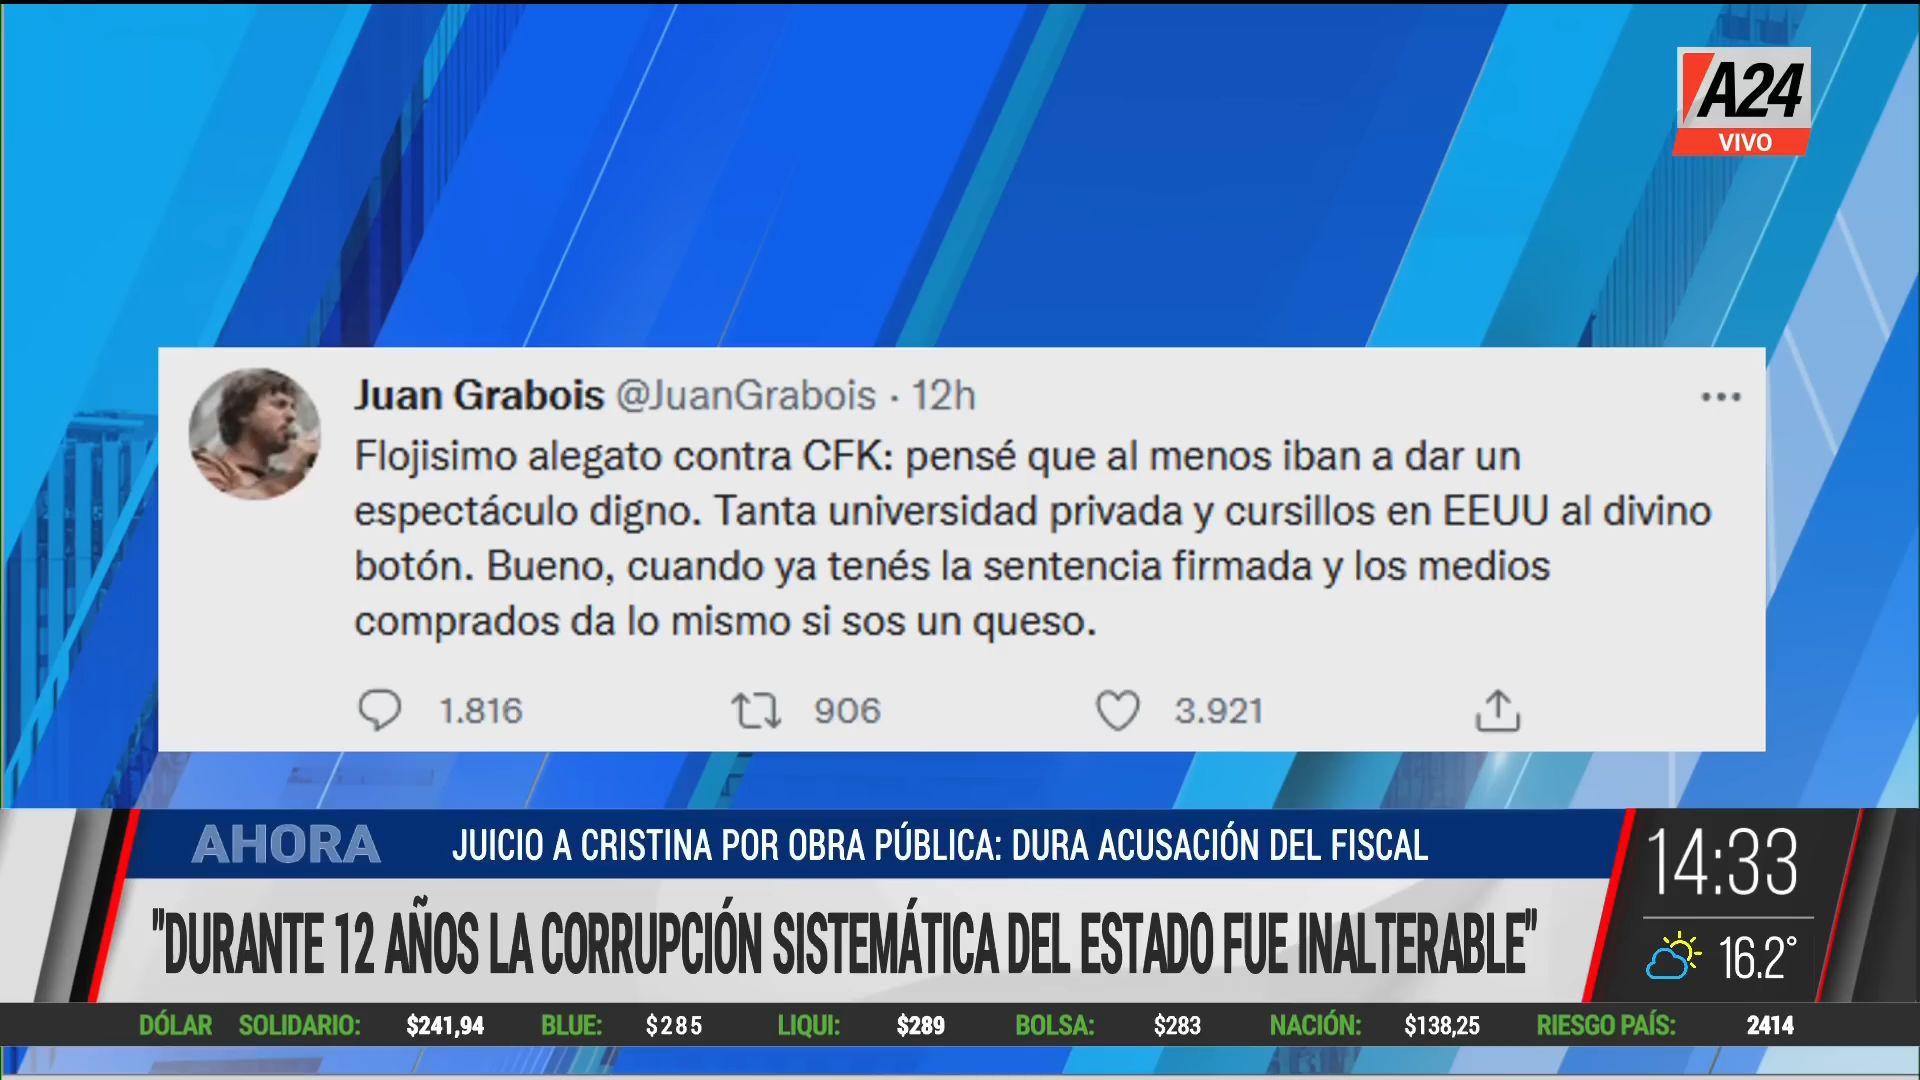 A24
VIVO
Juan Grabois @JuanGrabois · 12h
Flojisimo alegato contra CFK: pensé que al menos iban a dar un
espectáculo digno. Tanta universidad privada y cursillos en EEUU al divino
botón. Bueno, cuando ya tenés la sentencia firmada y los medios
comprados da lo mismo si sos un queso.
1.816 906 3.921
AHORA JUICIO A CRISTINA POR OBRA PÚBLICA: DURA ACUSACIÓN DEL FISCAL
14:33
"DURANTE 12 AÑOS LA CORRUPCIÓN SISTEMÁTICA DEL ESTADO FUE INALTERABLE"
16.2°
DÓLAR SOLIDARIO: $241,94 BLUE: $285 LIQUI: $289 BOLSA: $283 NACIÓN: $138,25 RIESGO PAÍS: 2414